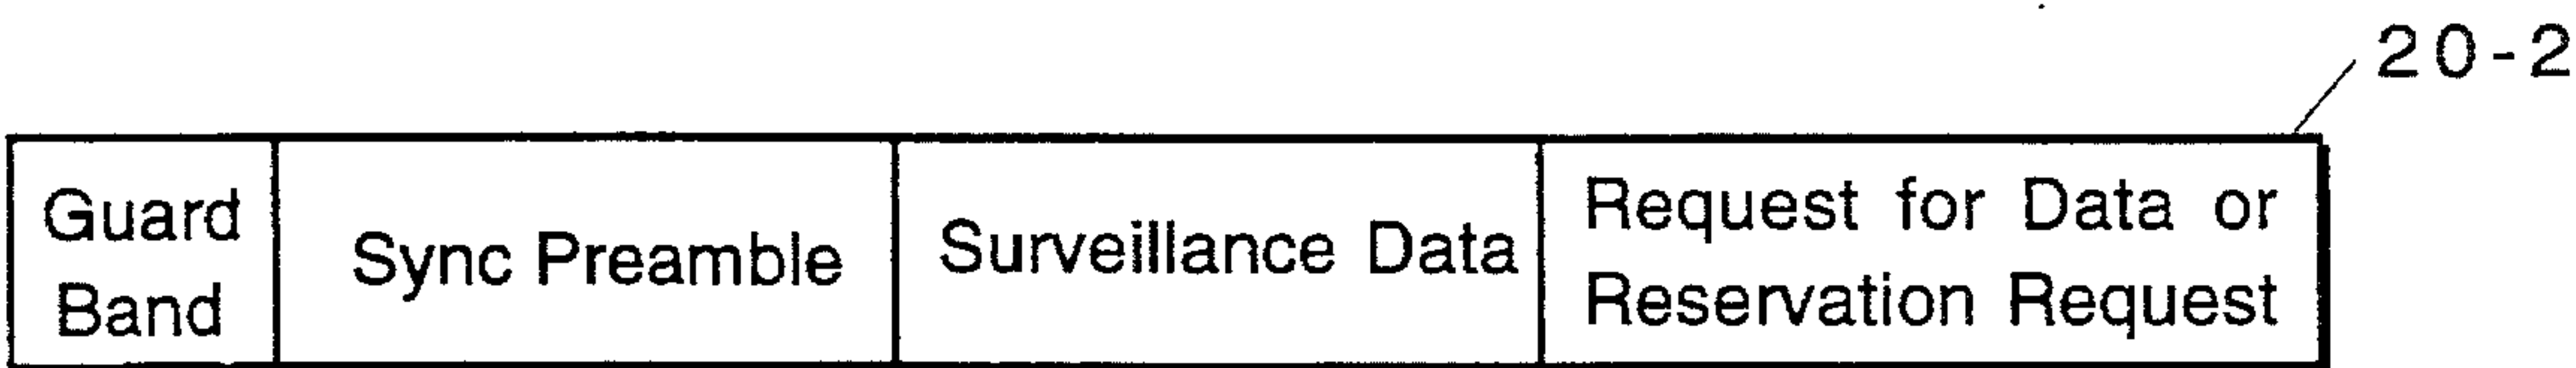 20-2
Guard
Band
Sync Preamble
Surveillance Data
Request for Data or
Reservation Request